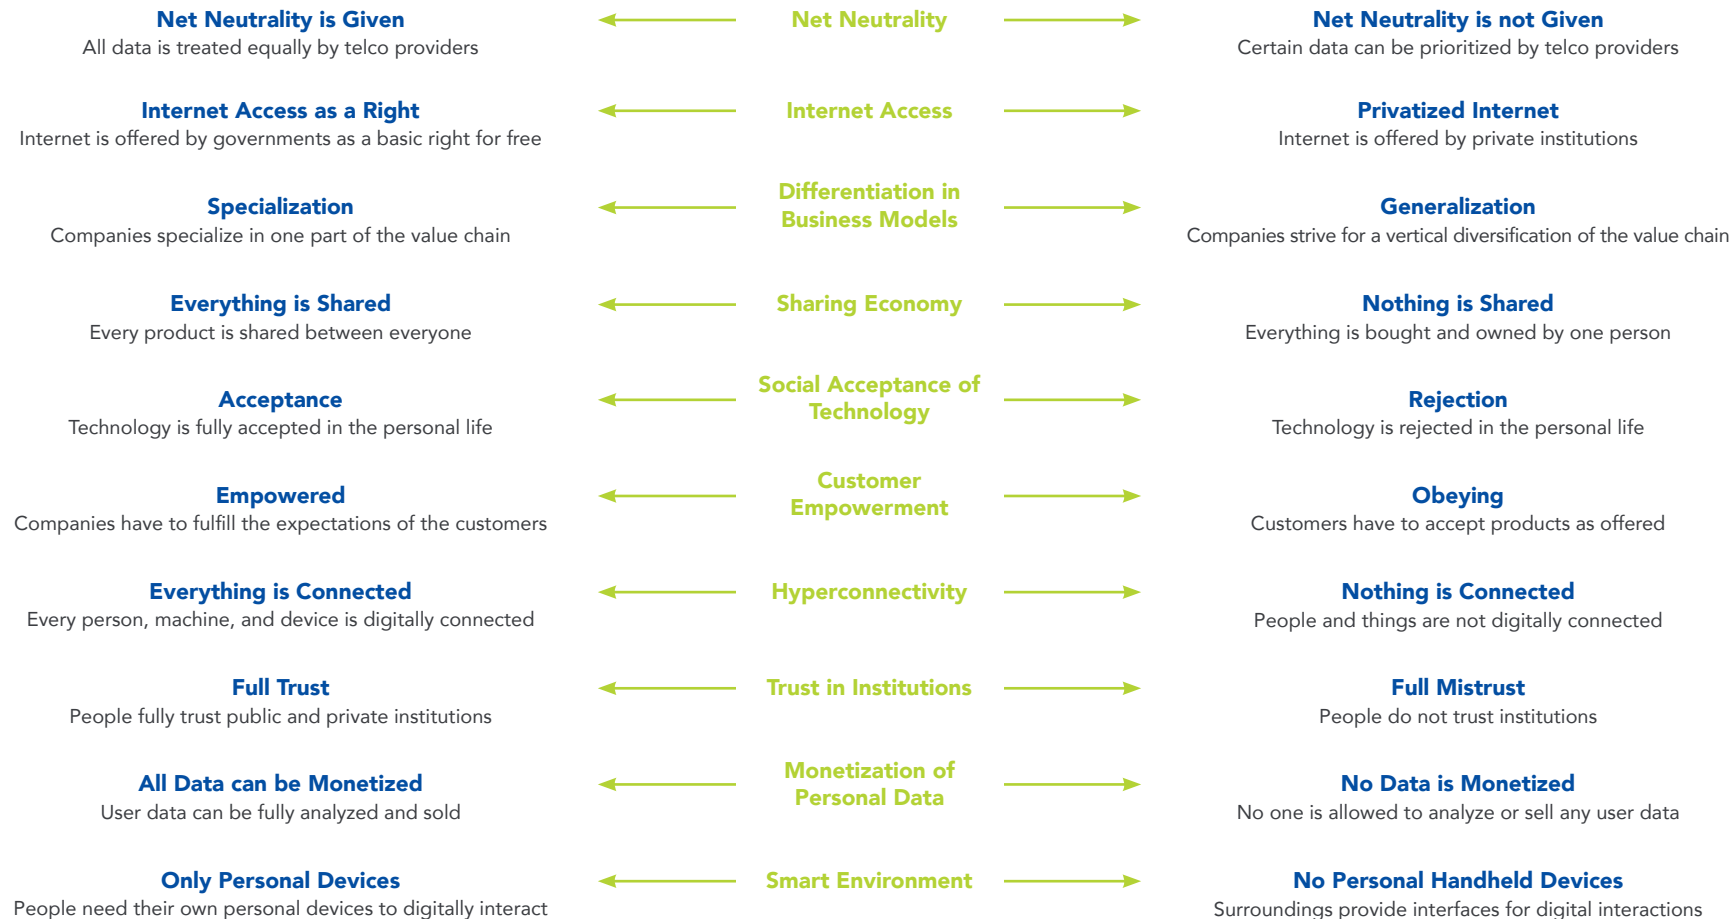 Net Neutrality is Given
All data is treated equally by telco providers
Net Neutrality
Net Neutrality is not Given
Certain data can be prioritized by telco providers
Internet Access as a Right
Internet is offered by governments as a basic right for free
Internet Access
Privatized Internet
Internet is offered by private institutions
Specialization
Companies specialize in one part of the value chain
Differentiation in
Business Models
Generalization
Companies strive for a vertical diversification of the value chain
Everything is Shared
Every product is shared between everyone
Sharing Economy
Nothing is Shared
Everything is bought and owned by one person
Acceptance
Technology is fully accepted in the personal life
Social Acceptance of
Technology
Rejection
Technology is rejected in the personal life
Empowered
Companies have to fulfill the expectations of the customers
Customer
Empowerment
Obeying
Customers have to accept products as offered
Everything is Connected
Every person, machine, and device is digitally connected
Hyperconnectivity
Nothing is Connected
People and things are not digitally connected
Full Trust
People fully trust public and private institutions
Trust in Institutions
Full Mistrust
People do not trust institutions
All Data can be Monetized
User data can be fully analyzed and sold
Monetization of
Personal Data
No Data is Monetized
No one is allowed to analyze or sell any user data
Only Personal Devices
People need their own personal devices to digitally interact
Smart Environment
No Personal Handheld Devices
Surroundings provide interfaces for digital interactions